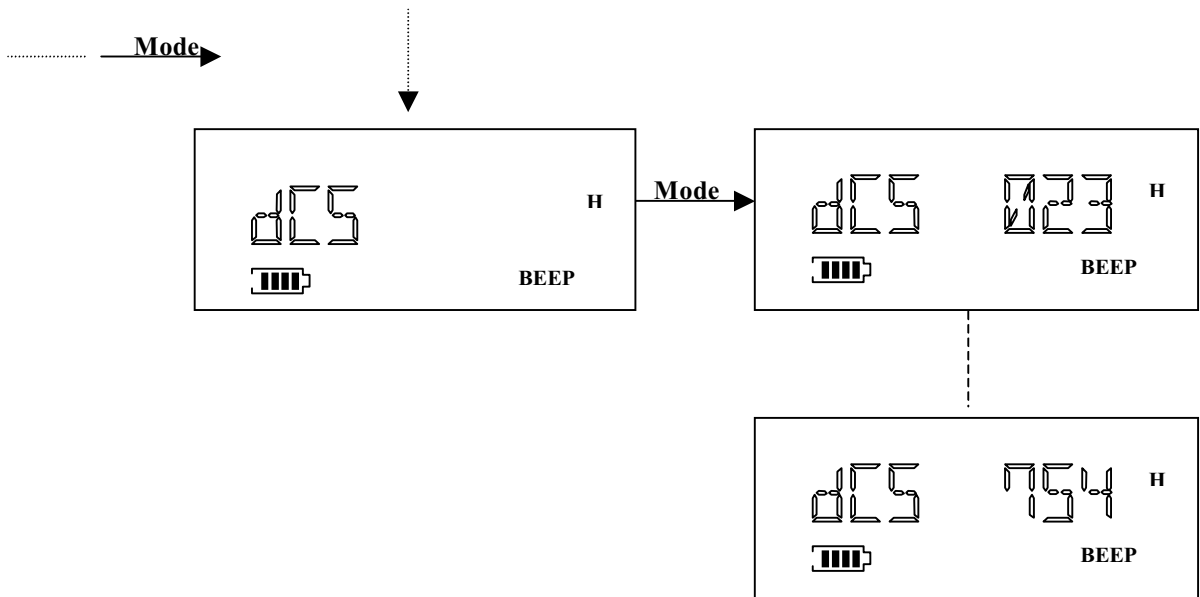 Mode
dCS H
BEEP
Mode
dCS 023 H
BEEP
dCS 754 H
BEEP